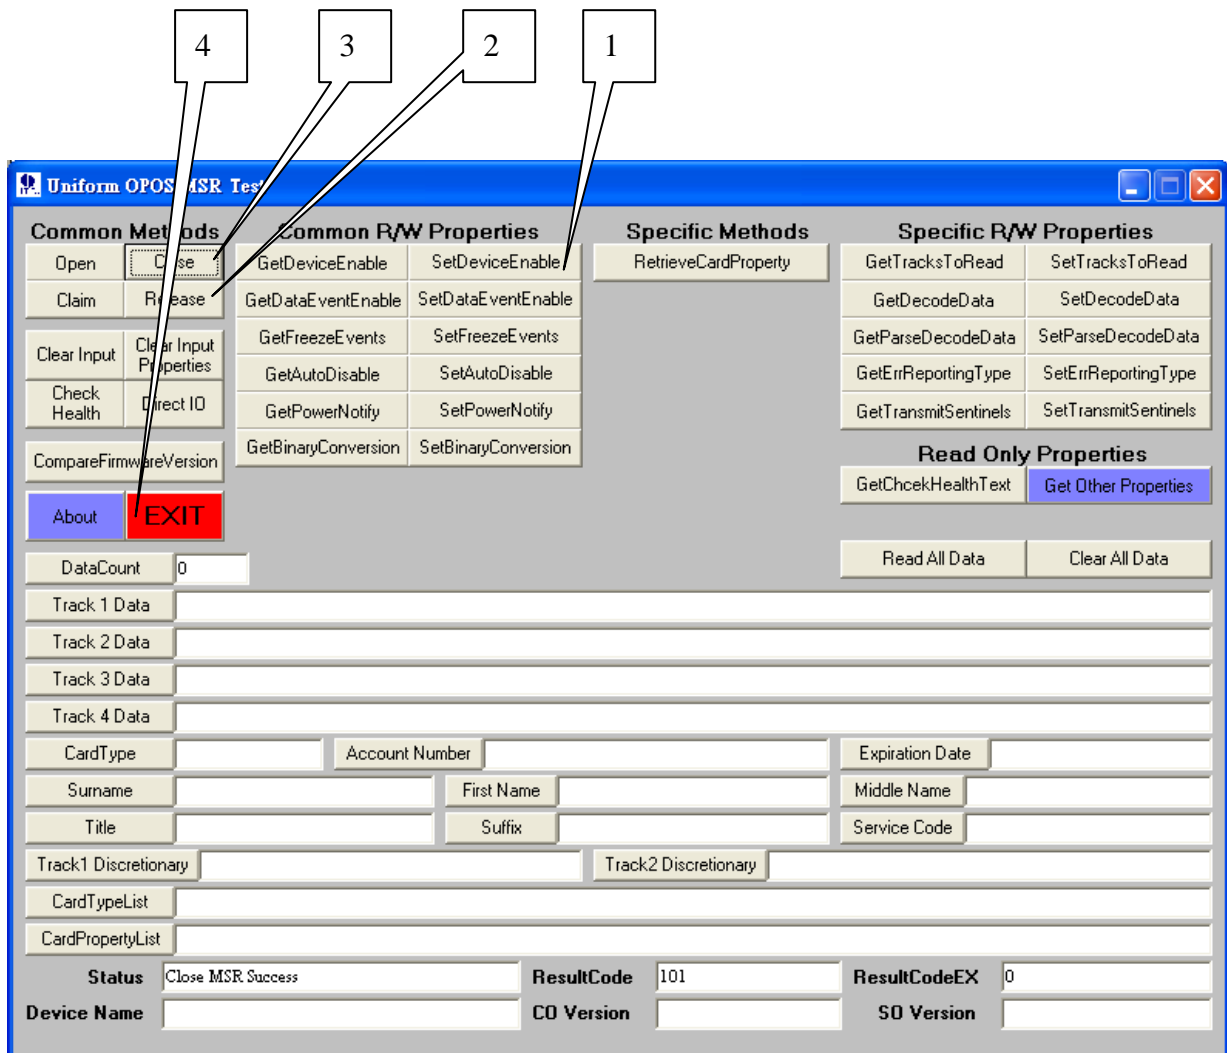 4 3 2 1
Uniform OPOS MSR Test
Common Methods Common R/W Properties Specific Methods Specific R/W Properties
Open Close GetDeviceEnable SetDeviceEnable RetrieveCardProperty GetTracksToRead SetTracksToRead
Claim Release GetDataEventEnable SetDataEventEnable GetDecodeData SetDecodeData
Clear Input Clear Input Properties GetFreezeEvents SetFreezeEvents GetParseDecodeData SetParseDecodeData
Check Health Direct IO GetAutoDisable SetAutoDisable GetErrReportingType SetErrReportingType
GetPowerNotify SetPowerNotify GetTransmitSentinels SetTransmitSentinels
CompareFirmwareVersion GetBinaryConversion SetBinaryConversion Read Only Properties
GetChcekHealthText Get Other Properties
About EXIT
DataCount 0 Read All Data Clear All Data
Track 1 Data
Track 2 Data
Track 3 Data
Track 4 Data
CardType Account Number Expiration Date
Surname First Name Middle Name
Title Suffix Service Code
Track1 Discretionary Track2 Discretionary
CardTypeList
CardPropertyList
Status Close MSR Success ResultCode 101 ResultCodeEX 0
Device Name CO Version SO Version